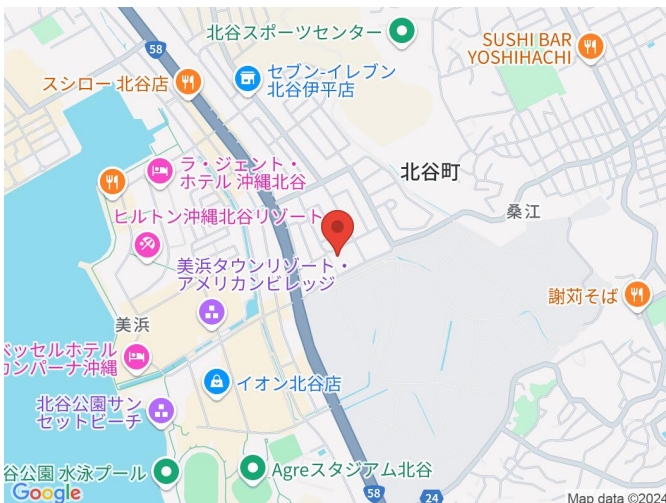 58
北谷スポーツセンター
SUSHI BAR
YOSHIHACHI
スシロー 北谷店
セブン-イレブン
北谷伊平店
ラ・ジェント・
ホテル 沖縄北谷
北谷町
桑江
ヒルトン沖縄北谷リゾート
美浜タウンリゾート・
アメリカンビレッジ
謝苅そば
美浜
ベッセルホテル
カンパーナ沖縄
イオン北谷店
北谷公園サン
セットビーチ
谷公園 水泳プール
Agreスタジアム北谷
58
24
Google
Map data ©2024